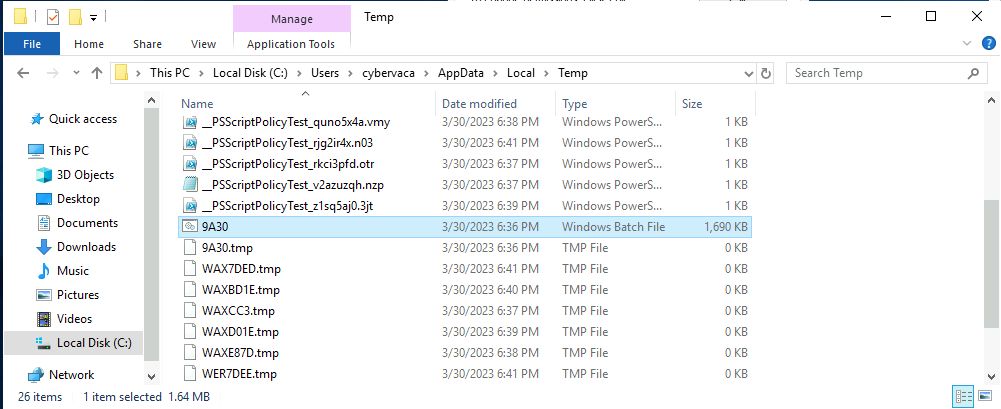 Manage
Temp
File Home Share View Application Tools
This PC Local Disk (C:) Users cybervaca AppData Local Temp
Search Temp
Name Date modified Type Size
Quick access
This PC
3D Objects
Desktop
Documents
Downloads
Music
Pictures
Videos
Local Disk (C:)
Network
__PSScriptPolicyTest_quno5x4a.vmy 3/30/2023 6:38 PM Windows PowerS... 1 KB
__PSScriptPolicyTest_rjg2ir4x.n03 3/30/2023 6:41 PM Windows PowerS... 1 KB
__PSScriptPolicyTest_rkci3pfd.otr 3/30/2023 6:37 PM Windows PowerS... 1 KB
__PSScriptPolicyTest_v2azuzqh.nzp 3/30/2023 6:37 PM Windows PowerS... 1 KB
__PSScriptPolicyTest_z1sq5aj0.3jt 3/30/2023 6:39 PM Windows PowerS... 1 KB
9A30 3/30/2023 6:36 PM Windows Batch File 1,690 KB
9A30.tmp 3/30/2023 6:36 PM TMP File 0 KB
WAX7DED.tmp 3/30/2023 6:41 PM TMP File 0 KB
WAXBD1E.tmp 3/30/2023 6:40 PM TMP File 0 KB
WAXCC3.tmp 3/30/2023 6:37 PM TMP File 0 KB
WAXD01E.tmp 3/30/2023 6:39 PM TMP File 0 KB
WAXE87D.tmp 3/30/2023 6:38 PM TMP File 0 KB
WER7DEE.tmp 3/30/2023 6:41 PM TMP File 0 KB
26 items 1 item selected 1.64 MB